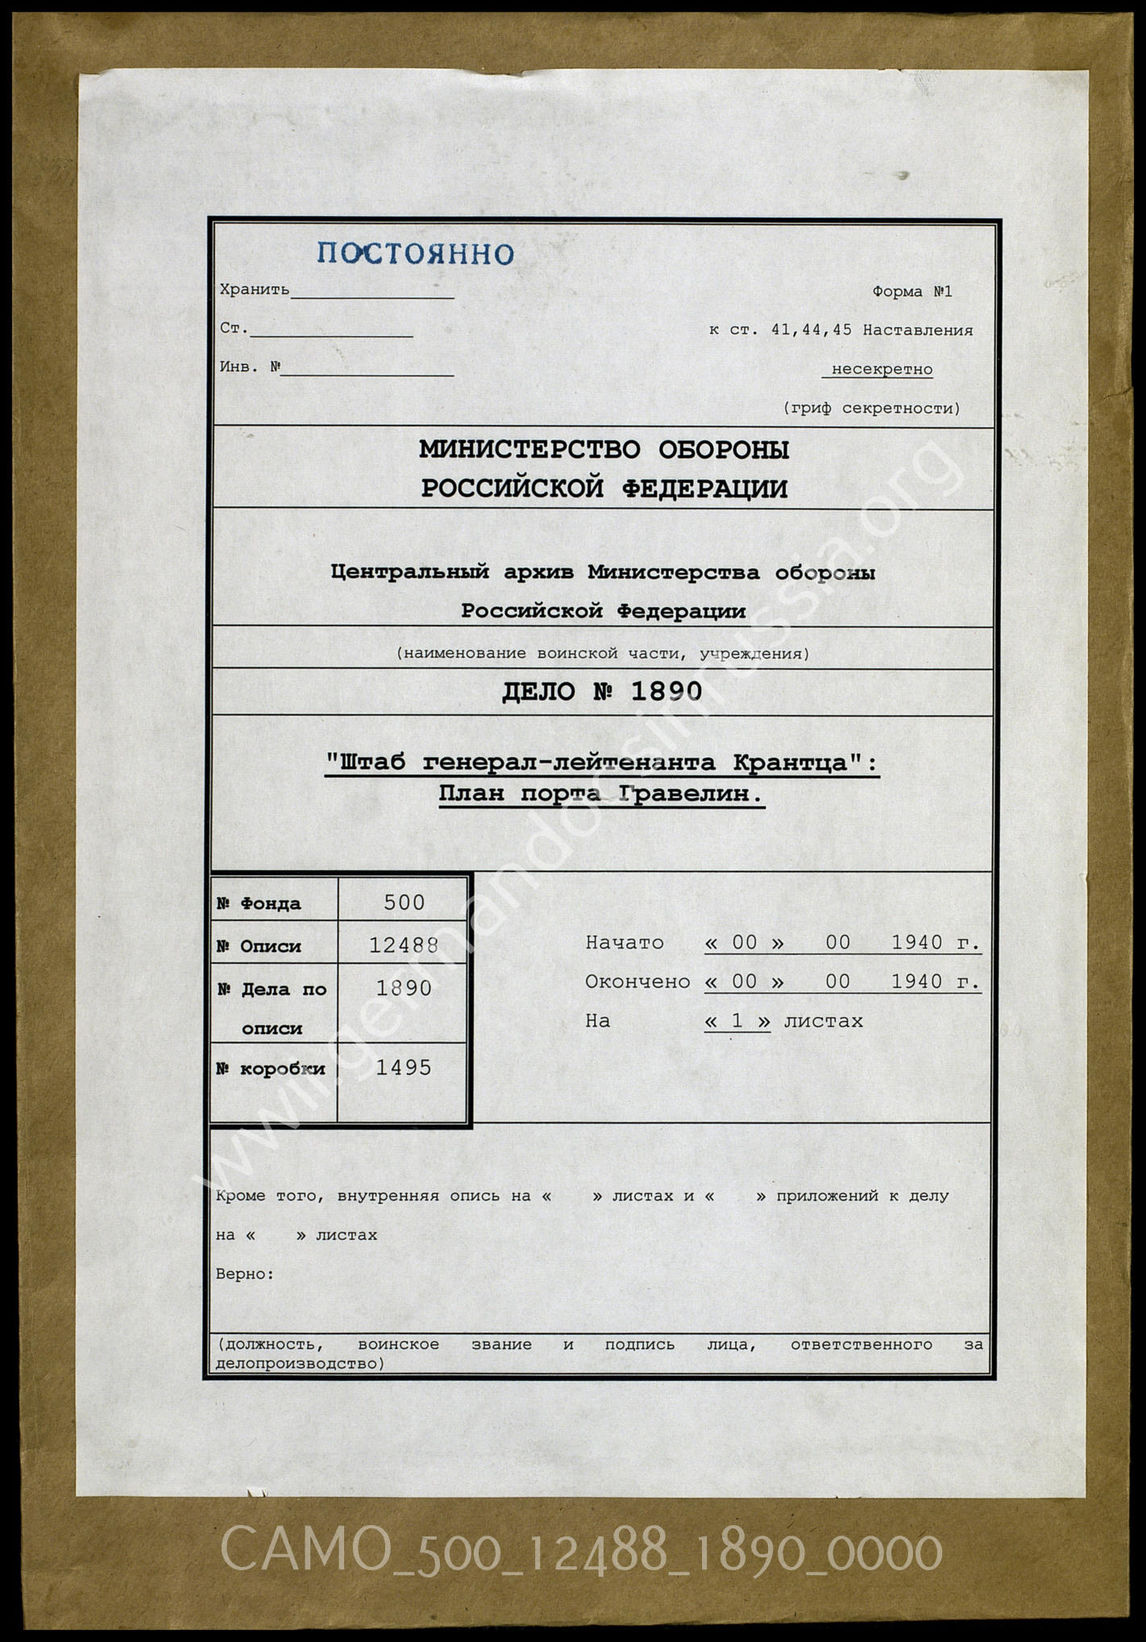 ПОСТОЯННО
Хранить
Форма №1
Ст.
к ст. 41,44,45 Наставления
Инв. №
несекретно
(гриф секретности)
МИНИСТЕРСТВО ОБОРОНЫ
РОССИЙСКОЙ ФЕДЕРАЦИИ
Центральный архив Министерства обороны
Российской Федерации
(наименование воинской части, учреждения)
ДЕЛО № 1890
"Штаб генерал-лейтенанта Крантца":
План порта Гравелин.
№ Фонда 500
№ Описи 12488
№ Дела по описи 1890
№ коробки 1495
Начато « 00 » 00 1940 г.
Окончено « 00 » 00 1940 г.
На « 1 » листах
Кроме того, внутренняя опись на « » листах и « » приложений к делу
на « » листах
Верно:
(должность, воинское звание и подпись лица, ответственного за
делопроизводство)
www.germandocsinrussia.org
CAMO_500_12488_1890_0000